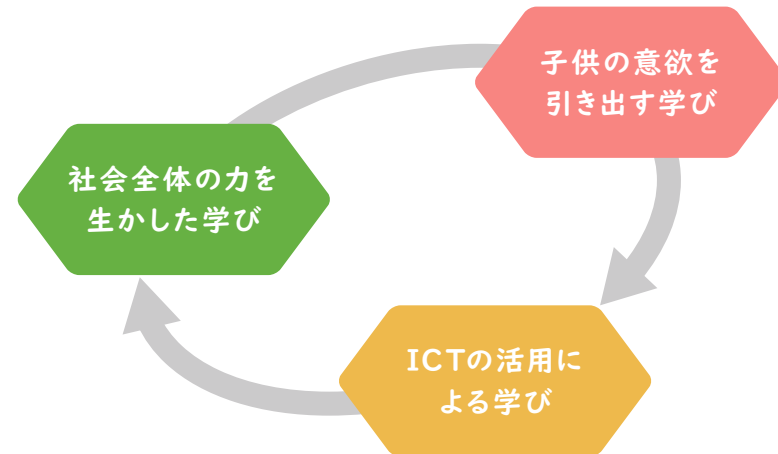 子供の意欲を
引き出す学び
社会全体の力を
生かした学び
ICTの活用に
よる学び